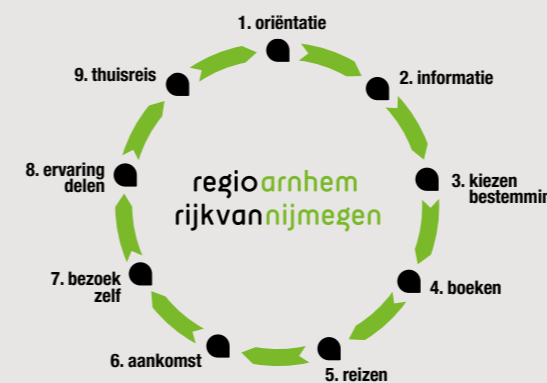 1. oriëntatie
2. informatie
3. kiezen
bestemmin
4. boeken
5. reizen
6. aankomst
7. bezoek
zelf
8. ervaring
delen
9. thuisreis
regioarnhem
rijkvannijmegen